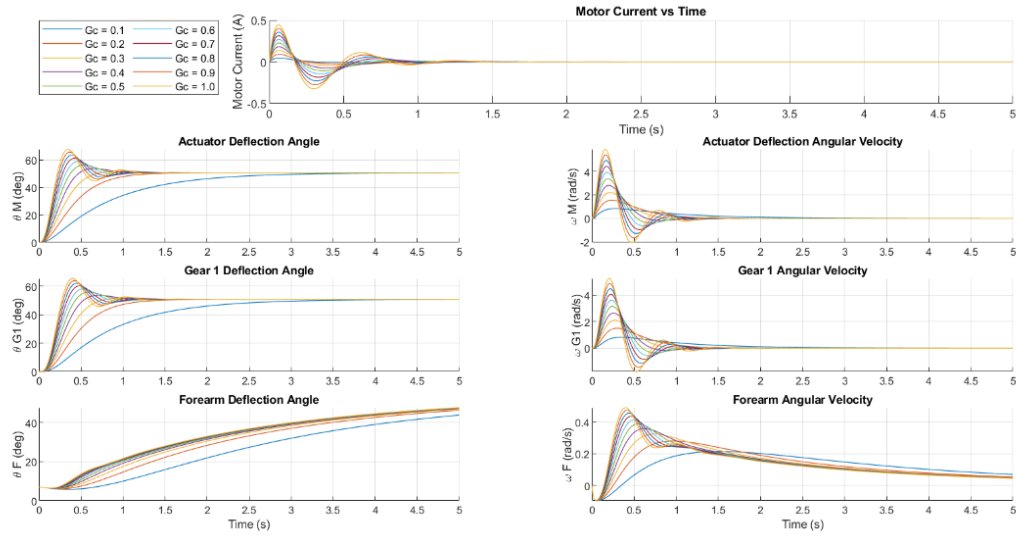 Motor Current vs Time
Gc = 0.1 Gc = 0.6
Gc = 0.2 Gc = 0.7
Gc = 0.3 Gc = 0.8
Gc = 0.4 Gc = 0.9
Gc = 0.5 Gc = 1.0
Motor Current (A)
0.5
0
-0.5
0 0.5 1 1.5 2 2.5 3 3.5 4 4.5 5
Time (s)
Actuator Deflection Angle
θ M (deg)
60
40
20
0
0 0.5 1 1.5 2 2.5 3 3.5 4 4.5 5
Actuator Deflection Angular Velocity
ω M (rad/s)
4
2
0
-2
0 0.5 1 1.5 2 2.5 3 3.5 4 4.5 5
Gear 1 Deflection Angle
θ G1 (deg)
60
40
20
0
0 0.5 1 1.5 2 2.5 3 3.5 4 4.5 5
Gear 1 Angular Velocity
ω G1 (rad/s)
4
2
0
0 0.5 1 1.5 2 2.5 3 3.5 4 4.5 5
Forearm Deflection Angle
θ F (deg)
40
20
0
0 0.5 1 1.5 2 2.5 3 3.5 4 4.5 5
Time (s)
Forearm Angular Velocity
ω F (rad/s)
0.4
0.2
0
0 0.5 1 1.5 2 2.5 3 3.5 4 4.5 5
Time (s)